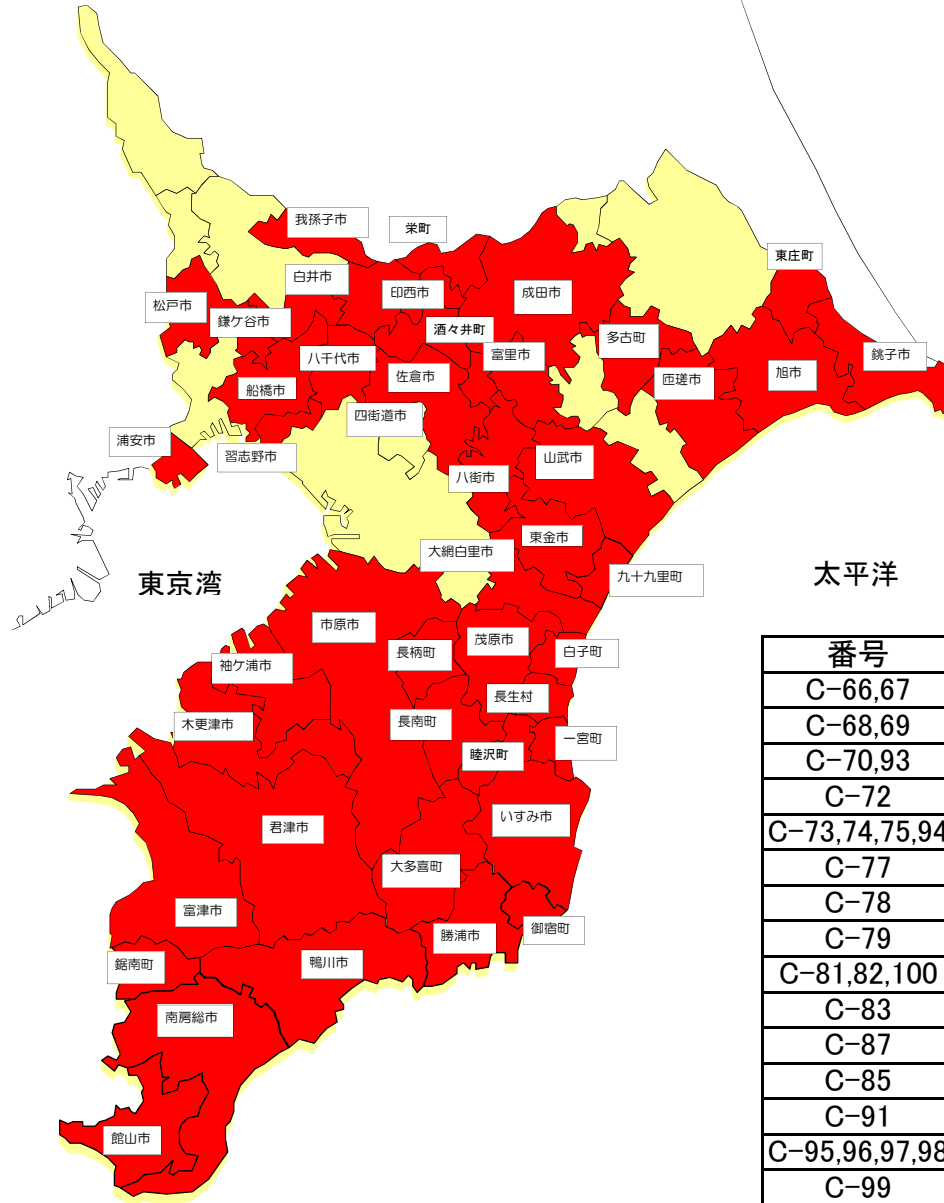 我孫子市
栄町
東庄町
白井市
印西市
成田市
松戸市
鎌ケ谷市
酒々井町
多古町
八千代市
富里市
銚子市
船橋市
佐倉市
匝瑳市
旭市
四街道市
浦安市
習志野市
八街市
山武市
大網白里市
東金市
九十九里町
東京湾
太平洋
市原市
長柄町
茂原市
白子町
袖ケ浦市
長生村
木更津市
長南町
睦沢町
一宮町
君津市
いすみ市
大多喜町
富津市
勝浦市
御宿町
鋸南町
鴨川市
南房総市
館山市
番号
C-66,67
C-68,69
C-70,93
C-72
C-73,74,75,94
C-77
C-78
C-79
C-81,82,100
C-83
C-87
C-85
C-91
C-95,96,97,98
C-99